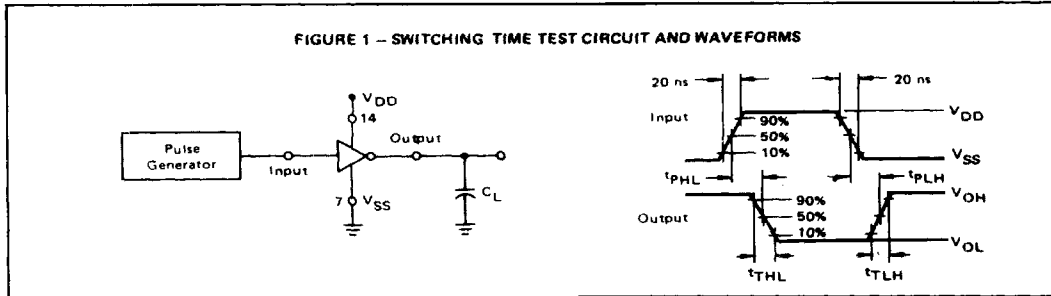 FIGURE 1 – SWITCHING TIME TEST CIRCUIT AND WAVEFORMS
Pulse
Generator
Input
VDD
14
Output
7
VSS
CL
20 ns
20 ns
Input
90%
50%
10%
VDD
VSS
tPHL
tPLH
Output
90%
50%
10%
VOH
VOL
tTHL
tTLH